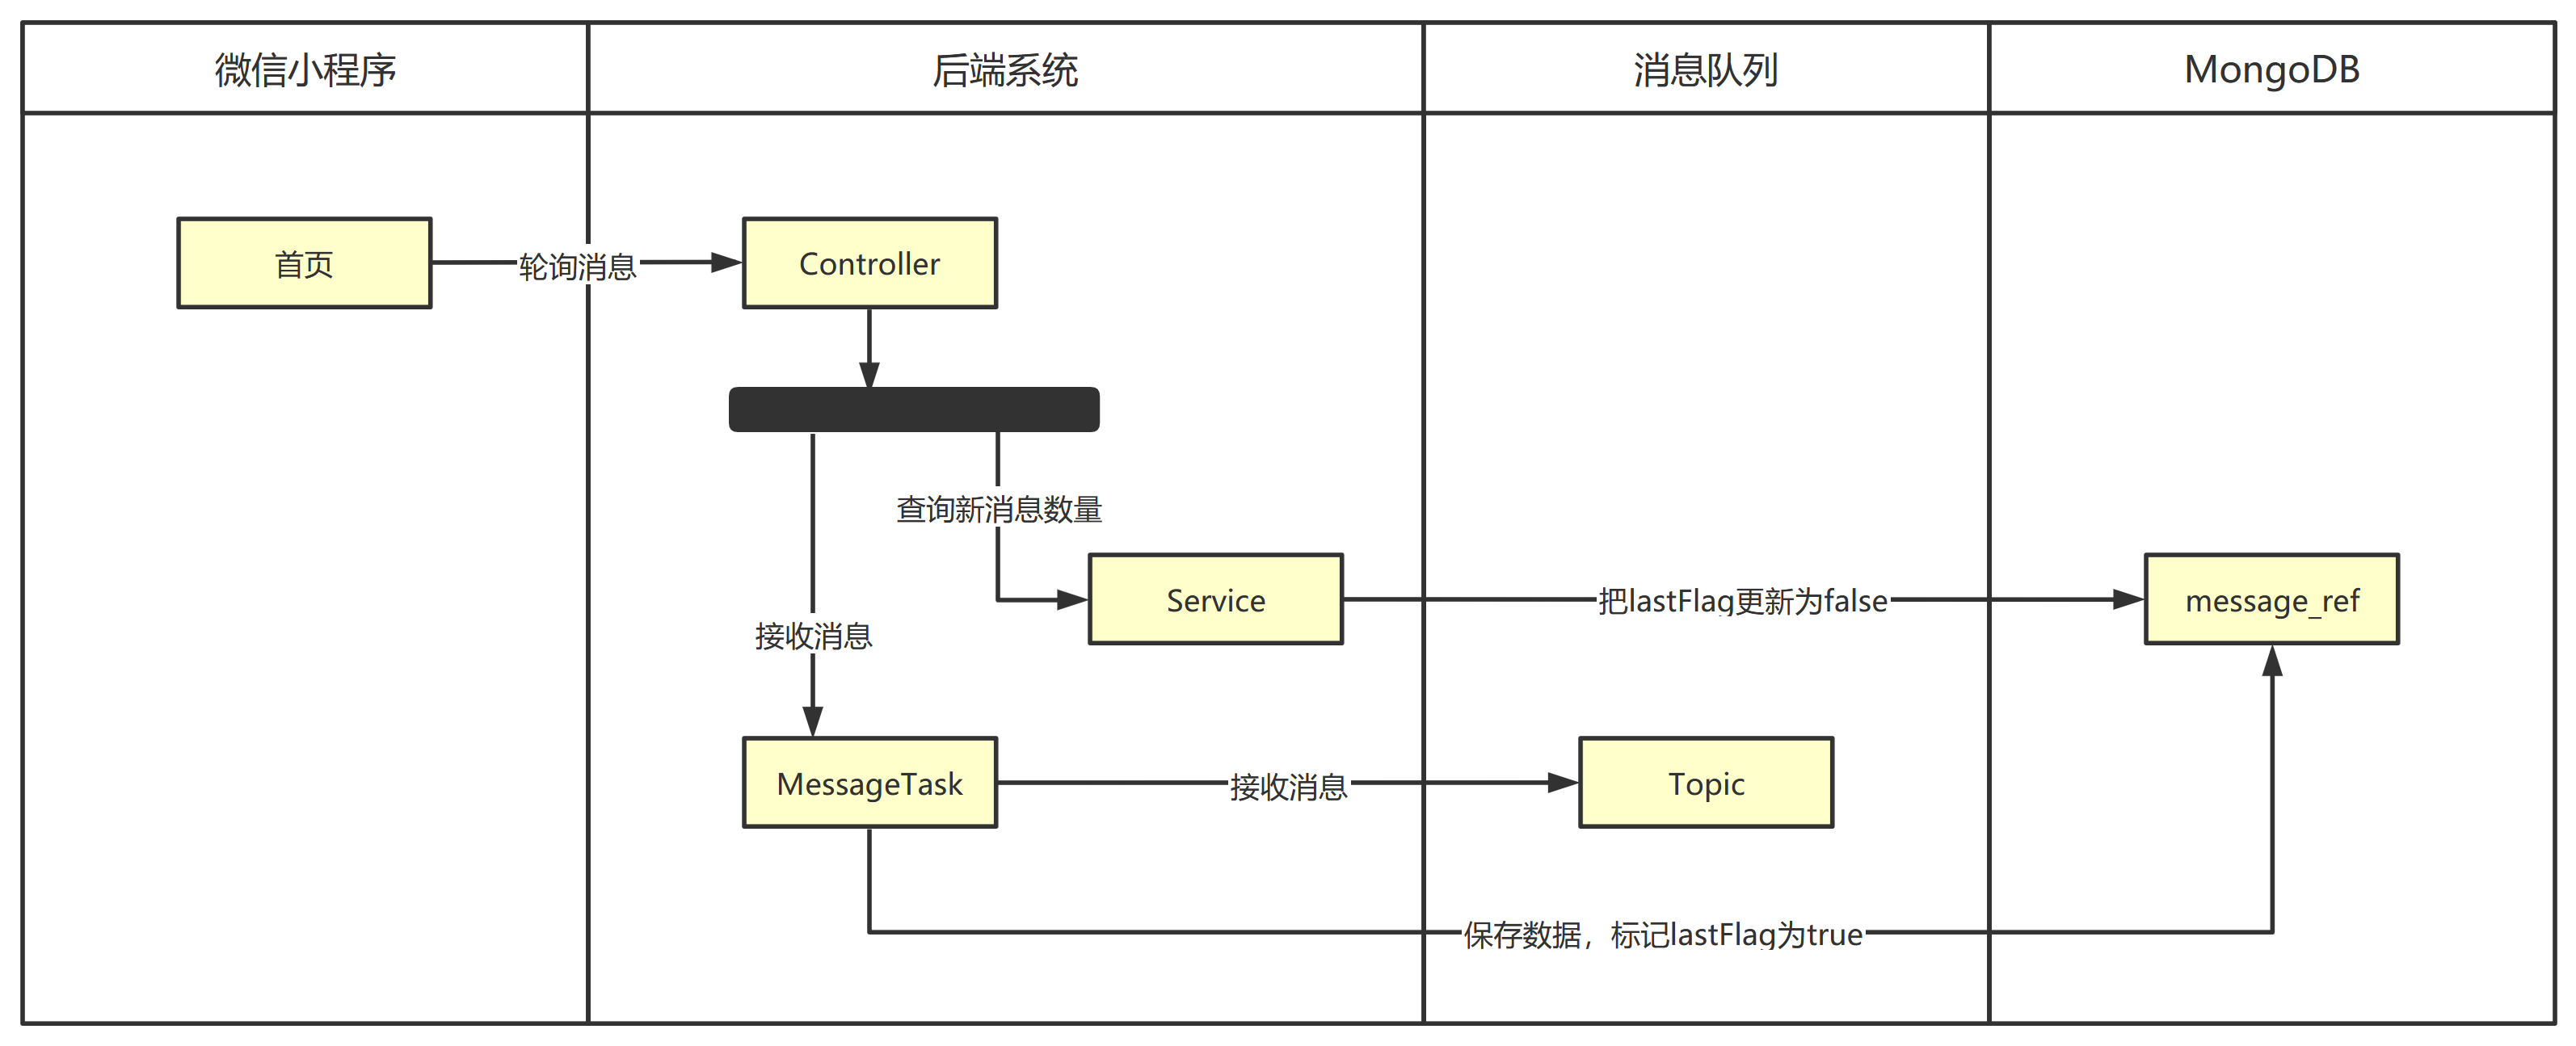 微信小程序
后端系统
消息队列
MongoDB
首页
轮询消息
Controller
查询新消息数量
Service
把lastFlag更新为false
message_ref
接收消息
MessageTask
接收消息
Topic
保存数据，标记lastFlag为true